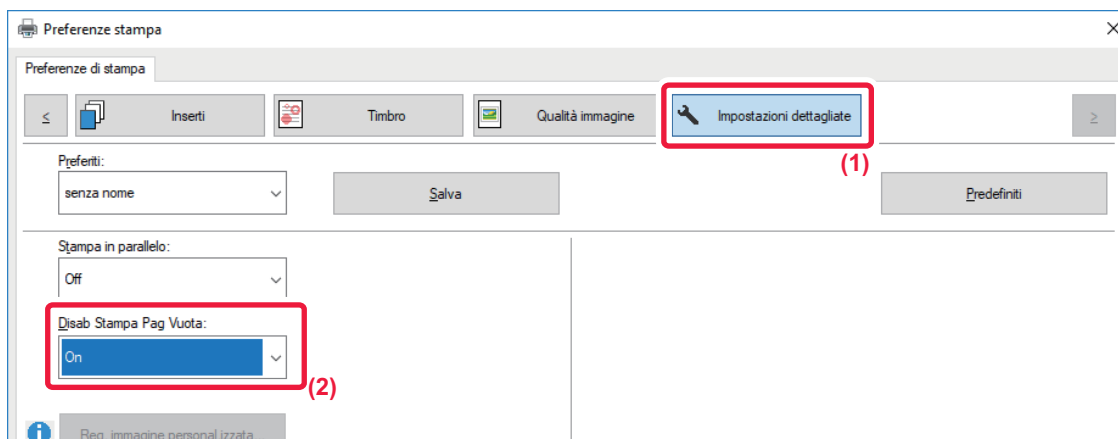 Preferenze stampa
Preferenze di stampa
< Inserti Timbro Qualità immagine Impostazioni dettagliate >
(1)
Preferiti:
senza nome Salva Predefiniti
Stampa in parallelo:
Off
Disab Stampa Pag Vuota:
On
(2)
Reg. immagine personalizzata